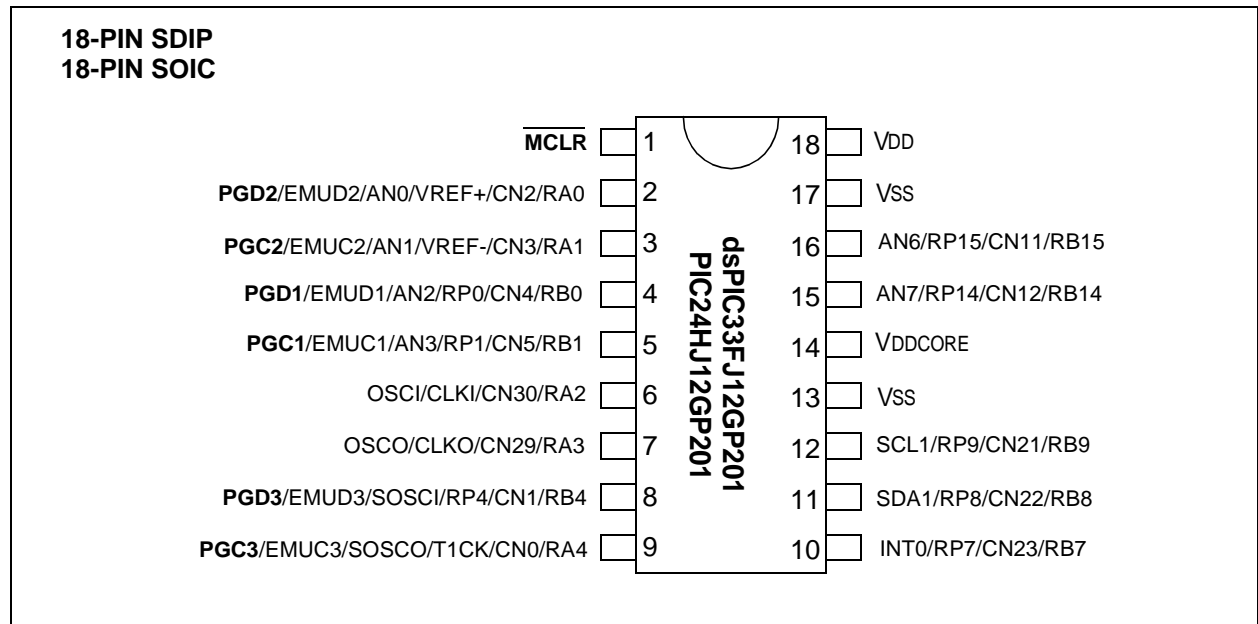 18-PIN SDIP
18-PIN SOIC
MCLR 1
PGD2/EMUD2/AN0/VREF+/CN2/RA0 2
PGC2/EMUC2/AN1/VREF-/CN3/RA1 3
PGD1/EMUD1/AN2/RP0/CN4/RB0 4
PGC1/EMUC1/AN3/RP1/CN5/RB1 5
OSCI/CLKI/CN30/RA2 6
OSCO/CLKO/CN29/RA3 7
PGD3/EMUD3/SOSCI/RP4/CN1/RB4 8
PGC3/EMUC3/SOSCO/T1CK/CN0/RA4 9
dsPIC33FJ12GP201
PIC24HJ12GP201
18 VDD
17 VSS
16 AN6/RP15/CN11/RB15
15 AN7/RP14/CN12/RB14
14 VDDCORE
13 VSS
12 SCL1/RP9/CN21/RB9
11 SDA1/RP8/CN22/RB8
10 INT0/RP7/CN23/RB7